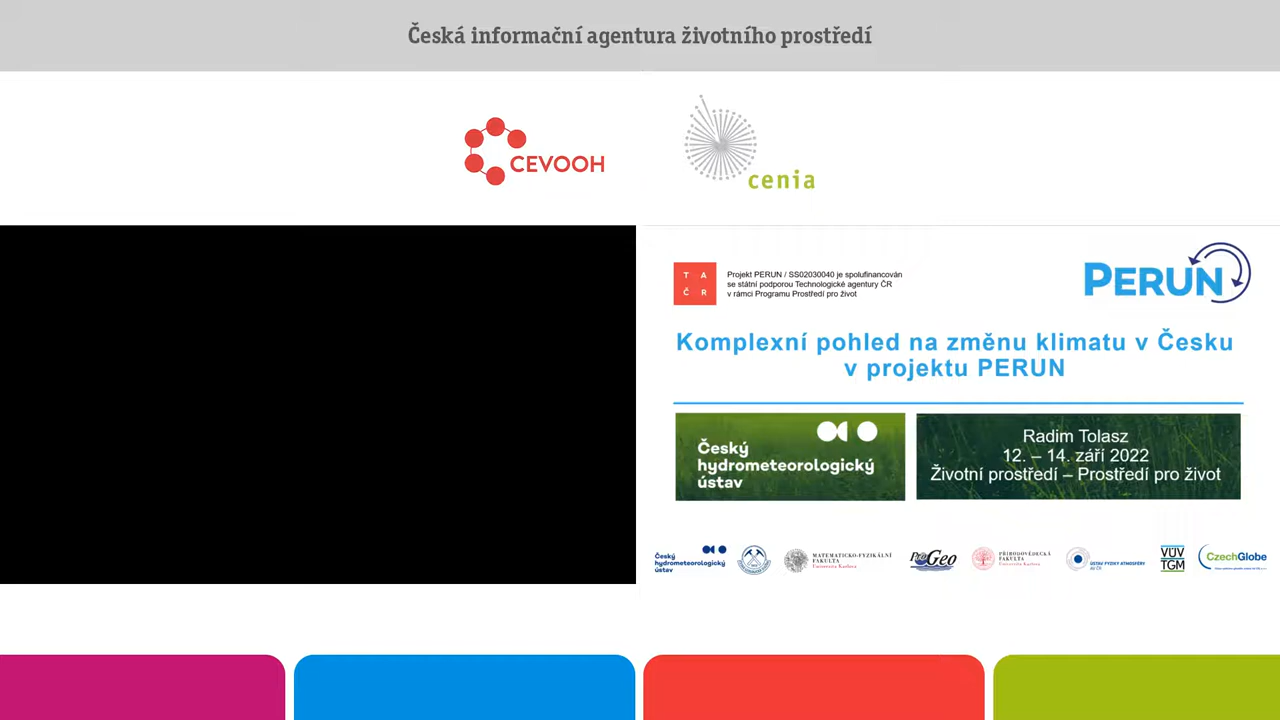 Česká informační agentura životního prostředí
CEVOOH
cenia
T A
Č R
Projekt PERUN / SS02030040 je spolufinancován
se státní podporou Technologické agentury ČR
v rámci Programu Prostředí pro život
PERUN
Komplexní pohled na změnu klimatu v Česku
v projektu PERUN
Český
hydrometeorologický
ústav
Radim Tolasz
12. – 14. září 2022
Životní prostředí – Prostředí pro život
Český
hydrometeorologický
ústav
MATEMATICKO-FYZIKÁLNÍ
FAKULTA
Univerzita Karlova
ProGeo
PŘÍRODOVĚDECKÁ
FAKULTA
Univerzita Karlova
ÚSTAV FYZIKY ATMOSFÉRY
AV ČR
VÚV
TGM
CzechGlobe